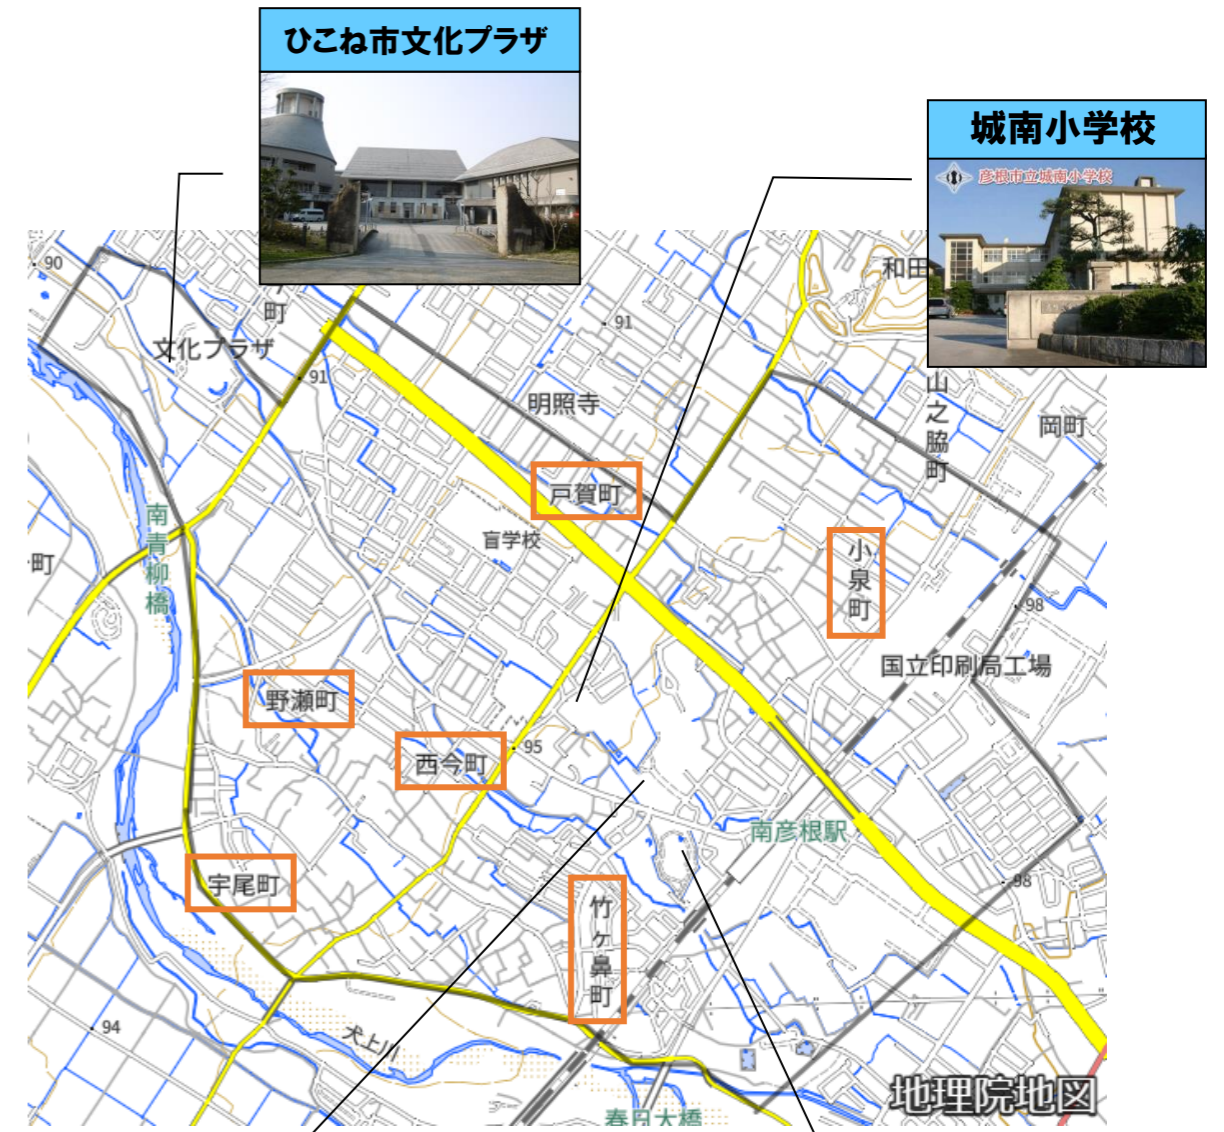 ひこね市文化プラザ
城南小学校
彦根市立城南小学校
90
町
和田
91
文化プラザ
91
山之脇町
明照寺
岡町
戸賀町
南青柳橋
盲学校
小泉町
町
98
国立印刷局工場
野瀬町
95
西今町
南彦根駅
宇尾町
98
竹ヶ鼻町
94
犬上川
地理院地図
春日大橋